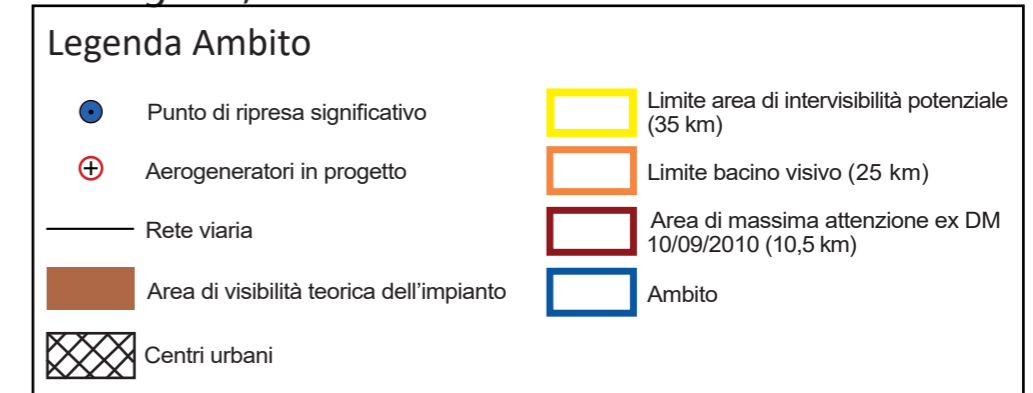 Legenda Ambito
Punto di ripresa significativo
Aerogeneratori in progetto
Rete viaria
Area di visibilità teorica dell'impianto
Centri urbani
Limite area di intervisibilità potenziale
(35 km)
Limite bacino visivo (25 km)
Area di massima attenzione ex DM
10/09/2010 (10,5 km)
Ambito